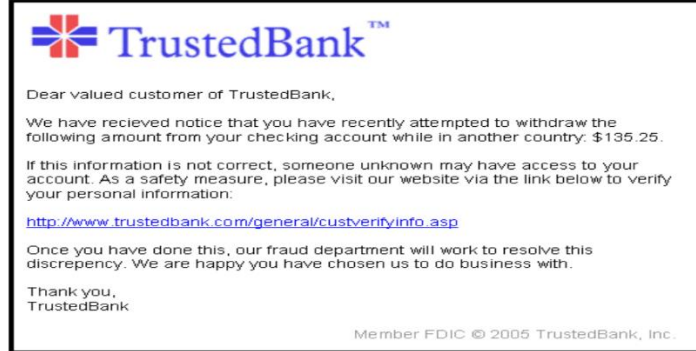 TrustedBank™
Dear valued customer of TrustedBank,
We have recieved notice that you have recently attempted to withdraw the
following amount from your checking account while in another country: $135.25.
If this information is not correct, someone unknown may have access to your
account. As a safety measure, please visit our website via the link below to verify
your personal information:
http://www.trustedbank.com/general/custverifyinfo.asp
Once you have done this, our fraud department will work to resolve this
discrepency. We are happy you have chosen us to do business with.
Thank you,
TrustedBank
Member FDIC © 2005 TrustedBank, Inc.